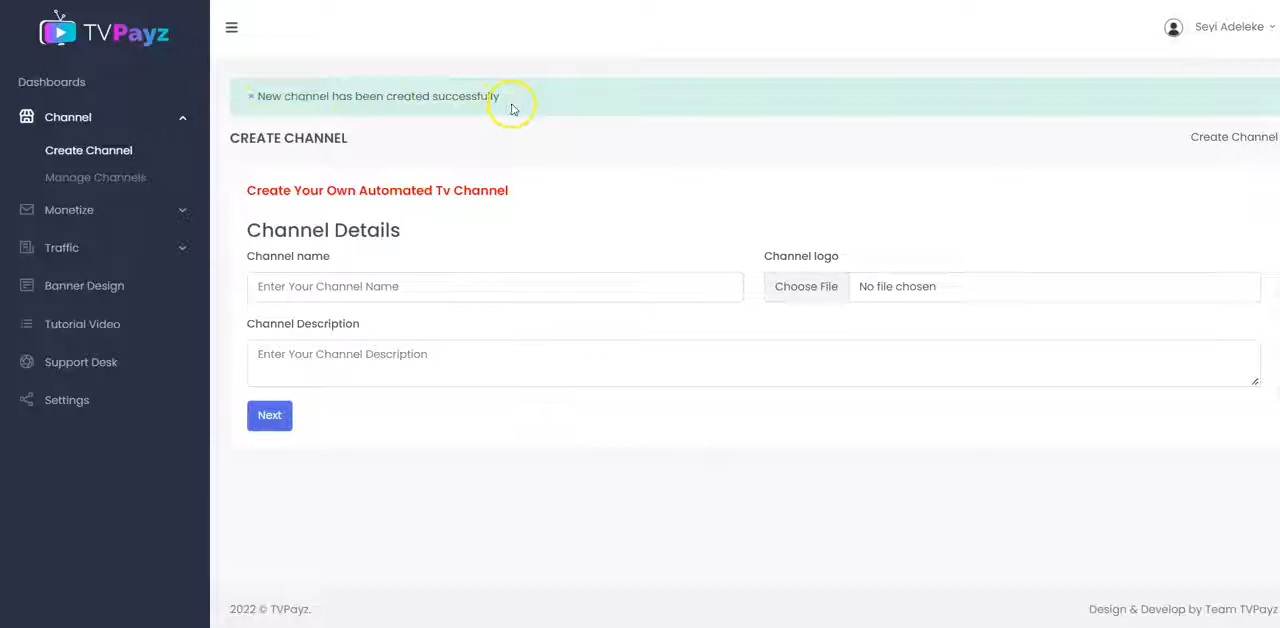 TVPayz
Seyi Adeleke
Dashboards
Channel
Create Channel
Manage Channels
Monetize
Traffic
Banner Design
Tutorial Video
Support Desk
Settings
× New channel has been created successfully
CREATE CHANNEL
Create Channel
Create Your Own Automated Tv Channel
Channel Details
Channel name
Channel logo
Enter Your Channel Name
Choose File No file chosen
Channel Description
Enter Your Channel Description
Next
2022 © TVPayz.
Design & Develop by Team TVPayz